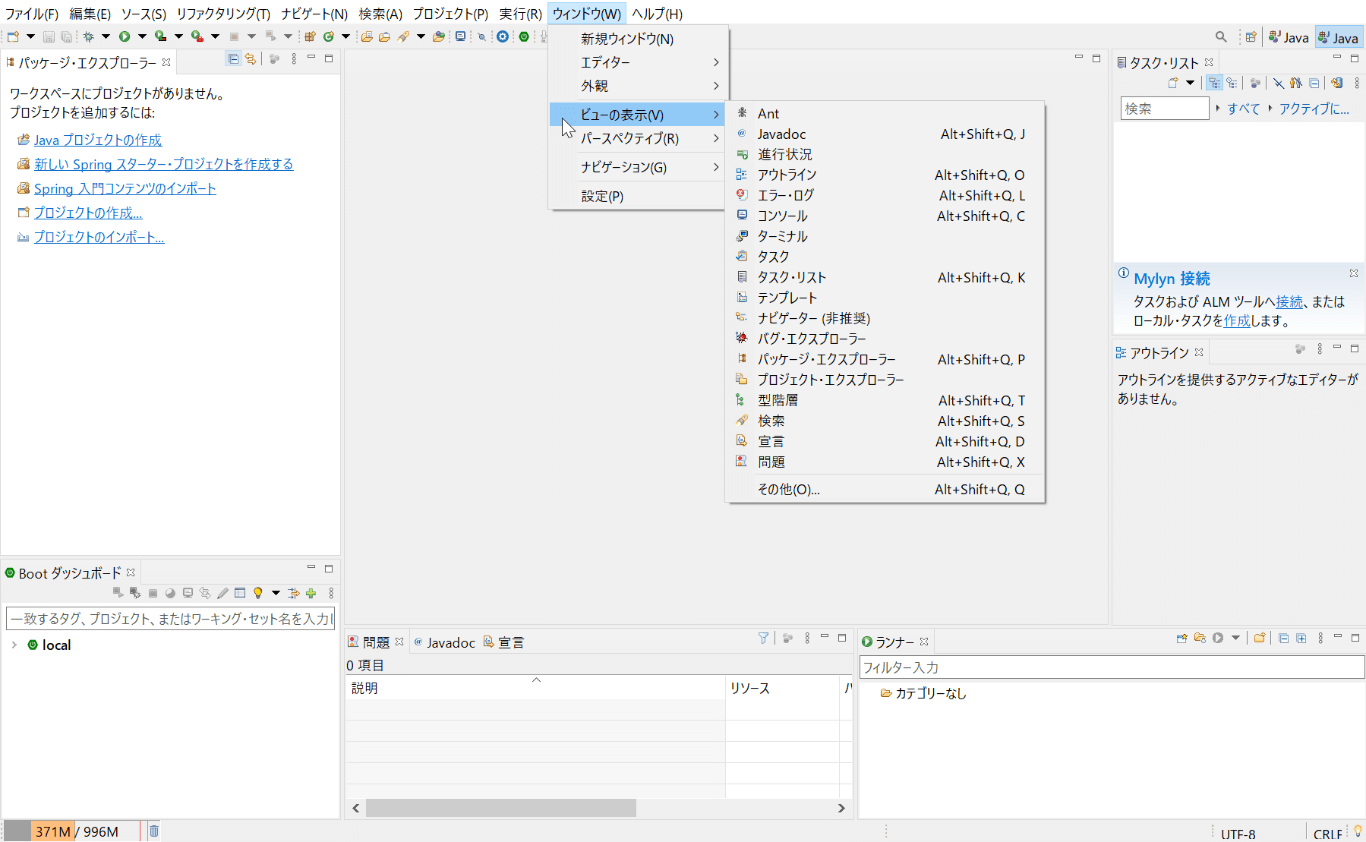 ファイル(F) 編集(E) ソース(S) リファクタリング(T) ナビゲート(N) 検索(A) プロジェクト(P) 実行(R) ウィンドウ(W) ヘルプ(H)
Java Java
パッケージ・エクスプローラー
ワークスペースにプロジェクトがありません。
プロジェクトを追加するには:
Java プロジェクトの作成
新しい Spring スターター・プロジェクトを作成する
Spring 入門コンテンツのインポート
プロジェクトの作成...
プロジェクトのインポート...
新規ウィンドウ(N)
エディター
外観
ビューの表示(V)
パースペクティブ(R)
ナビゲーション(G)
設定(P)
Ant
Javadoc Alt+Shift+Q, J
進行状況
アウトライン Alt+Shift+Q, O
エラー・ログ Alt+Shift+Q, L
コンソール Alt+Shift+Q, C
ターミナル
タスク
タスク・リスト Alt+Shift+Q, K
テンプレート
ナビゲーター (非推奨)
バグ・エクスプローラー
パッケージ・エクスプローラー Alt+Shift+Q, P
プロジェクト・エクスプローラー
型階層 Alt+Shift+Q, T
検索 Alt+Shift+Q, S
宣言 Alt+Shift+Q, D
問題 Alt+Shift+Q, X
その他(O)... Alt+Shift+Q, Q
タスク・リスト
検索 すべて アクティブに...
Mylyn 接続
タスクおよび ALM ツールへ接続、または
ローカル・タスクを作成します。
アウトライン
アウトラインを提供するアクティブなエディターが
ありません。
Boot ダッシュボード
一致するタグ、プロジェクト、またはワーキング・セット名を入力し
local
問題 Javadoc 宣言
0 項目
説明 リソース パ
ランナー
フィルター入力
カテゴリーなし
371M / 996M
UTF-8 CRLF